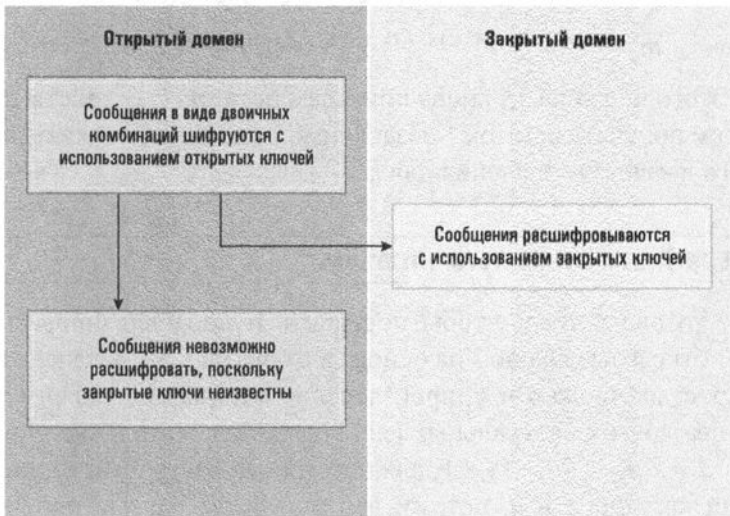 Открытый домен
Закрытый домен
Сообщения в виде двоичных
комбинаций шифруются с
использованием открытых ключей
Сообщения расшифровываются
с использованием закрытых ключей
Сообщения невозможно
расшифровать, поскольку
закрытые ключи неизвестны